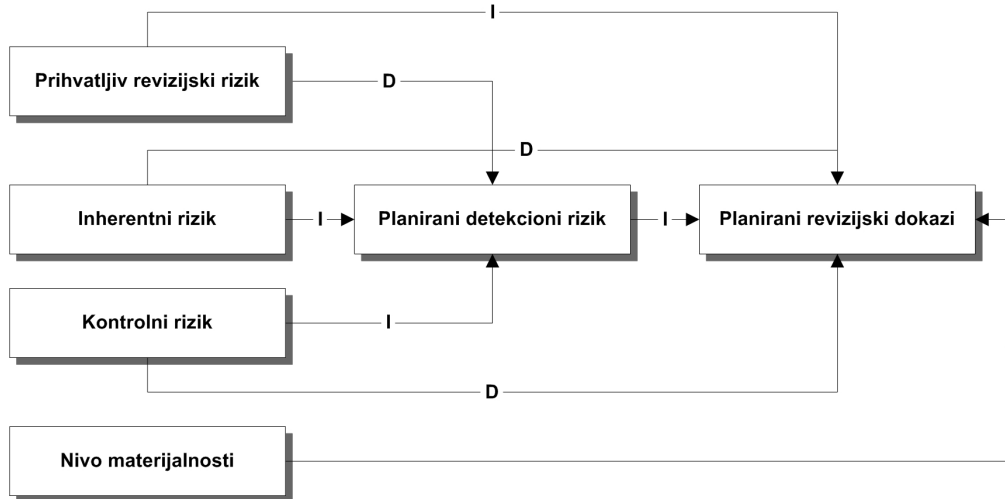 I
Prihvatljiv revizijski rizik
D
D
Inherentni rizik
I
Planirani detekcioni rizik
I
Planirani revizijski dokazi
Kontrolni rizik
I
D
Nivo materijalnosti